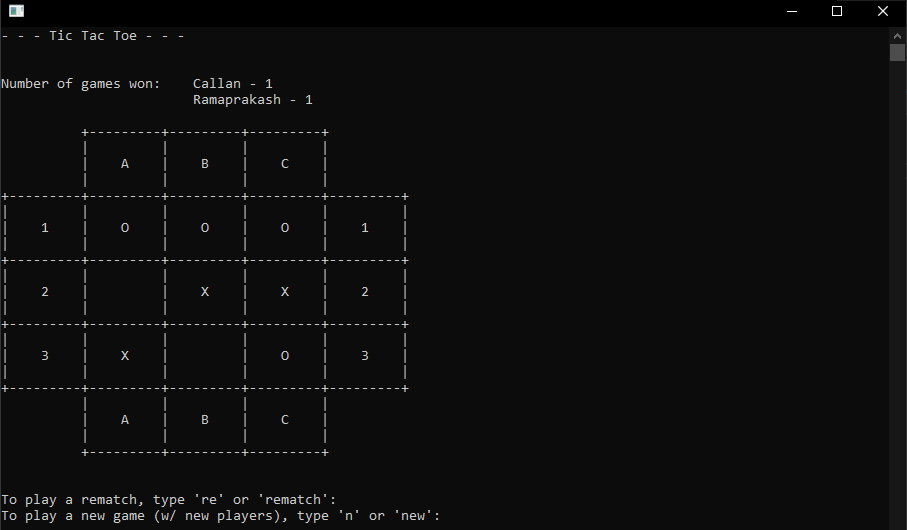 - - - Tic Tac Toe - - -
Number of games won:    Callan - 1
                        Ramaprakash - 1
          +---------+---------+---------+
          |         |         |         |
          |    A    |    B    |    C    |
          |         |         |         |
+---------+---------+---------+---------+---------+
|         |         |         |         |         |
|    1    |    O    |    O    |    O    |    1    |
|         |         |         |         |         |
+---------+---------+---------+---------+---------+
|         |         |         |         |         |
|    2    |         |    X    |    X    |    2    |
|         |         |         |         |         |
+---------+---------+---------+---------+---------+
|         |         |         |         |         |
|    3    |    X    |         |    O    |    3    |
|         |         |         |         |         |
+---------+---------+---------+---------+---------+
          |         |         |         |
          |    A    |    B    |    C    |
          |         |         |         |
          +---------+---------+---------+
To play a rematch, type 're' or 'rematch':
To play a new game (w/ new players), type 'n' or 'new':